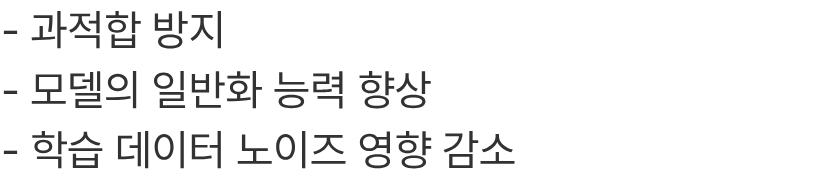 - 과적합 방지
- 모델의 일반화 능력 향상
- 학습 데이터 노이즈 영향 감소